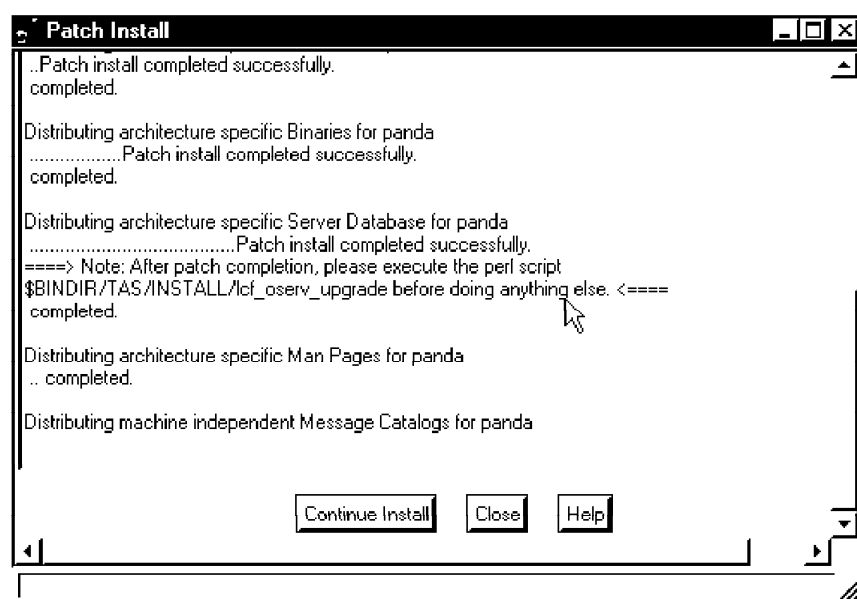 Patch Install
..Patch install completed successfully.
completed.
Distributing architecture specific Binaries for panda
..................Patch install completed successfully.
completed.
Distributing architecture specific Server Database for panda
.......................................Patch install completed successfully.
====> Note: After patch completion, please execute the perl script
$BINDIR/TAS/INSTALL/lcf_oserv_upgrade before doing anything else. <====
completed.
Distributing architecture specific Man Pages for panda
.. completed.
Distributing machine independent Message Catalogs for panda
Continue Install Close Help